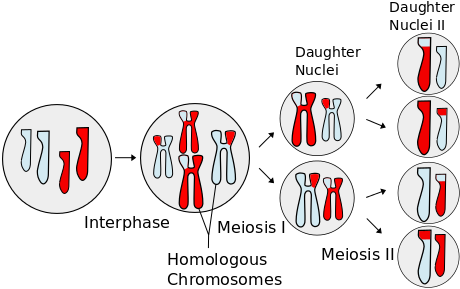 Daughter
Nuclei II
Daughter
Nuclei
Interphase
Meiosis I
Homologous
Chromosomes
Meiosis II